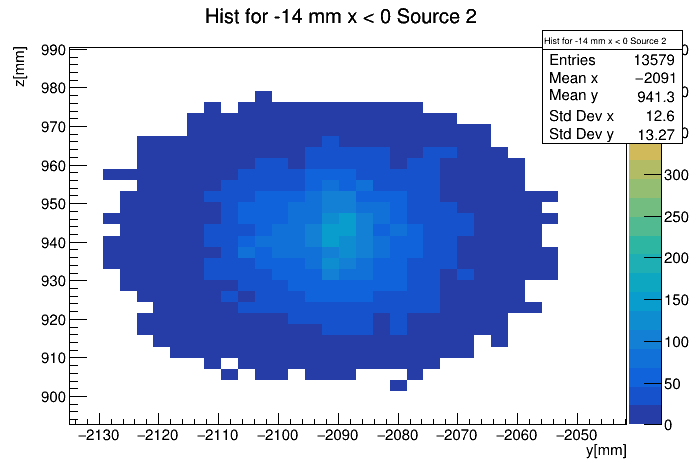 Hist for -14 mm x < 0 Source 2
Hist for -14 mm x < 0 Source 2
Entries 13579
Mean x −2091
Mean y 941.3
Std Dev x 12.6
Std Dev y 13.27
z[mm]
990
980
970
960
950
940
930
920
910
900
−2130 −2120 −2110 −2100 −2090 −2080 −2070 −2060 −2050
y[mm]
300
250
200
150
100
50
0